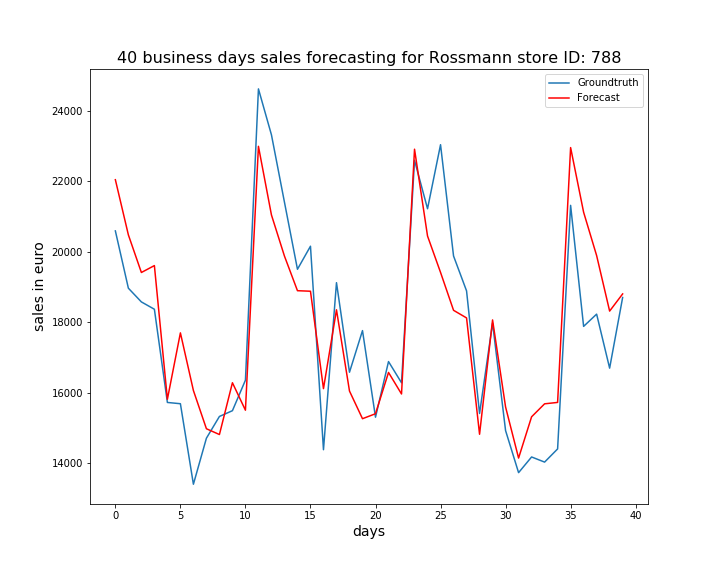 40 business days sales forecasting for Rossmann store ID: 788
Groundtruth
Forecast
sales in euro
24000
22000
20000
18000
16000
14000
0 5 10 15 20 25 30 35 40
days